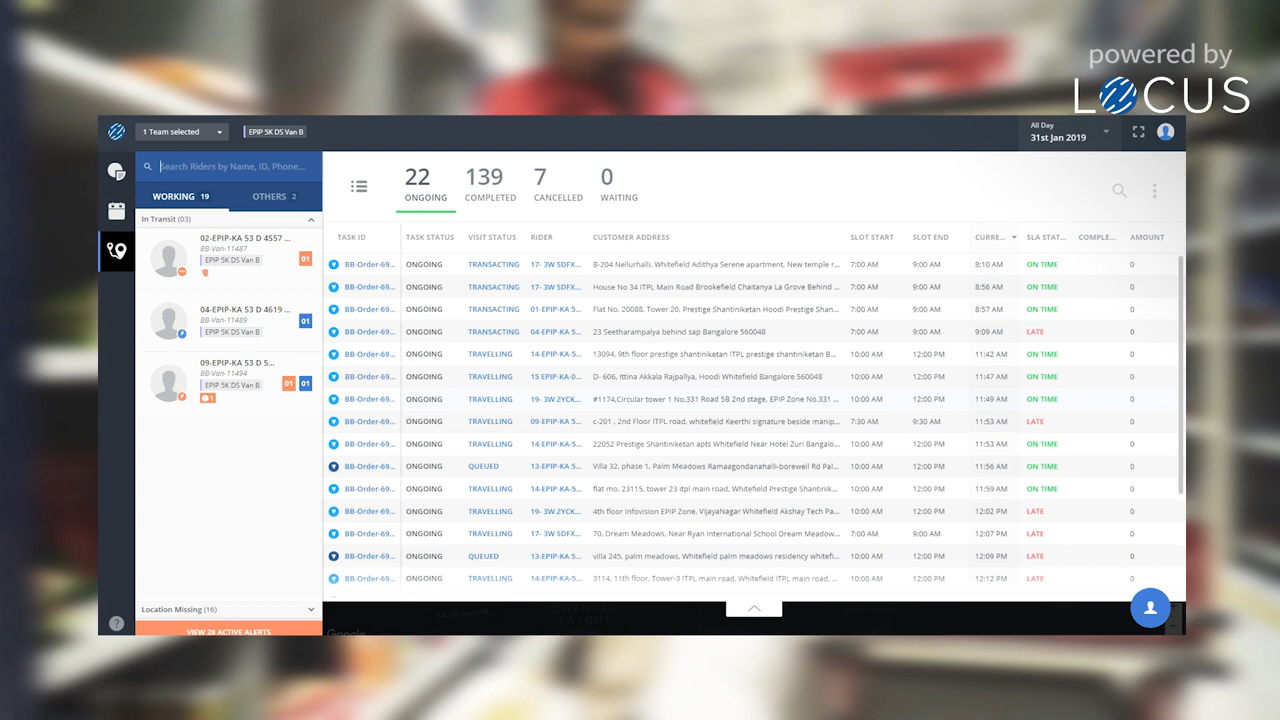 powered by
LOCUS
1 Team selected
EPIP 5K DS Van B
All Day
31st Jan 2019
Search Riders by Name, ID, Phone...
WORKING 19
OTHERS 2
In Transit (03)
02-EPIP-KA 53 D 4557 ...
BB-Van-11487
EPIP 5K DS Van B
01
04-EPIP-KA 53 D 4619 ...
BB-Van-11489
EPIP 5K DS Van B
01
09-EPIP-KA 53 D 5...
BB-Van-11494
EPIP 5K DS Van B
01 01
1
Location Missing (16)
VIEW 28 ACTIVE ALERTS
22 139 7 0
ONGOING COMPLETED CANCELLED WAITING
TASK ID TASK STATUS VISIT STATUS RIDER CUSTOMER ADDRESS SLOT START SLOT END CURRE... SLA STAT... COMPLE... AMOUNT
BB-Order-69... ONGOING TRANSACTING 17- 3W SDFX... B-204 Nellurhalli, Whitefield Adithya Serene apartment, New temple r... 7:00 AM 9:00 AM 8:10 AM ON TIME 0
BB-Order-69... ONGOING TRANSACTING 17- 3W SDFX... House No 34 ITPL Main Road Brookefield Chaitanya La Grove Behind ... 7:00 AM 9:00 AM 8:56 AM ON TIME 0
BB-Order-69... ONGOING TRANSACTING 01-EPIP-KA 5... Flat No. 20088, Tower 20, Prestige Shantiniketan Hoodi Prestige Shan... 7:00 AM 9:00 AM 8:57 AM ON TIME 0
BB-Order-69... ONGOING TRANSACTING 04-EPIP-KA 5... 23 Seetharampalya behind sap Bangalore 560048 7:00 AM 9:00 AM 9:09 AM LATE 0
BB-Order-69... ONGOING TRAVELLING 14-EPIP-KA-5... 13094, 9th floor prestige shantiniketan ITPL prestige shantiniketan B... 10:00 AM 12:00 PM 11:42 AM ON TIME 0
BB-Order-69... ONGOING TRAVELLING 15 EPIP-KA-0... D- 606, Ittina Akkala Rajpallya, Hoodi Whitefield Bangalore 560048 10:00 AM 12:00 PM 11:47 AM ON TIME 0
BB-Order-69... ONGOING TRAVELLING 19- 3W ZYCK... #1174,Circular tower 1 No.331 Road 5B 2nd stage, EPIP Zone No.331 ... 10:00 AM 12:00 PM 11:49 AM ON TIME 0
BB-Order-69... ONGOING TRAVELLING 09-EPIP-KA 5... c-201 , 2nd Floor ITPL road, whitefield Keerthi signature beside manip... 7:30 AM 9:30 AM 11:53 AM LATE 0
BB-Order-69... ONGOING TRAVELLING 14-EPIP-KA-5... 22052 Prestige Shantiniketan apts Whitefield Near Hotel Zuri Bangalo... 10:00 AM 12:00 PM 11:53 AM ON TIME 0
BB-Order-69... ONGOING QUEUED 13-EPIP-KA 5... Villa 32, phase 1, Palm Meadows Ramaagondanahalli-borewell Rd Pal... 10:00 AM 12:00 PM 11:56 AM ON TIME 0
BB-Order-69... ONGOING TRAVELLING 14-EPIP-KA-5... flat mo. 23115, tower 23 itpl main road, Whitefield Prestige Shantinik... 10:00 AM 12:00 PM 11:59 AM ON TIME 0
BB-Order-69... ONGOING TRAVELLING 19- 3W ZYCK... 4th floor Infovision EPIP Zone, VijayaNagar Whitefield Akshay Tech Pa... 10:00 AM 12:00 PM 12:02 PM LATE 0
BB-Order-69... ONGOING TRAVELLING 17- 3W SDFX... 70, Dream Meadows, Near Ryan International School Dream Meadow... 7:00 AM 9:00 AM 12:07 PM LATE 0
BB-Order-69... ONGOING QUEUED 13-EPIP-KA 5... villa 245, palm meadows, Whitefield palm meadows residency whitefi... 10:00 AM 12:00 PM 12:09 PM LATE 0
BB-Order-69... ONGOING TRAVELLING 14-EPIP-KA-5... 3114, 11th floor, Tower-3 ITPL main road, Whitefield ITPL main road, ... 10:00 AM 12:00 PM 12:12 PM LATE 0
Google